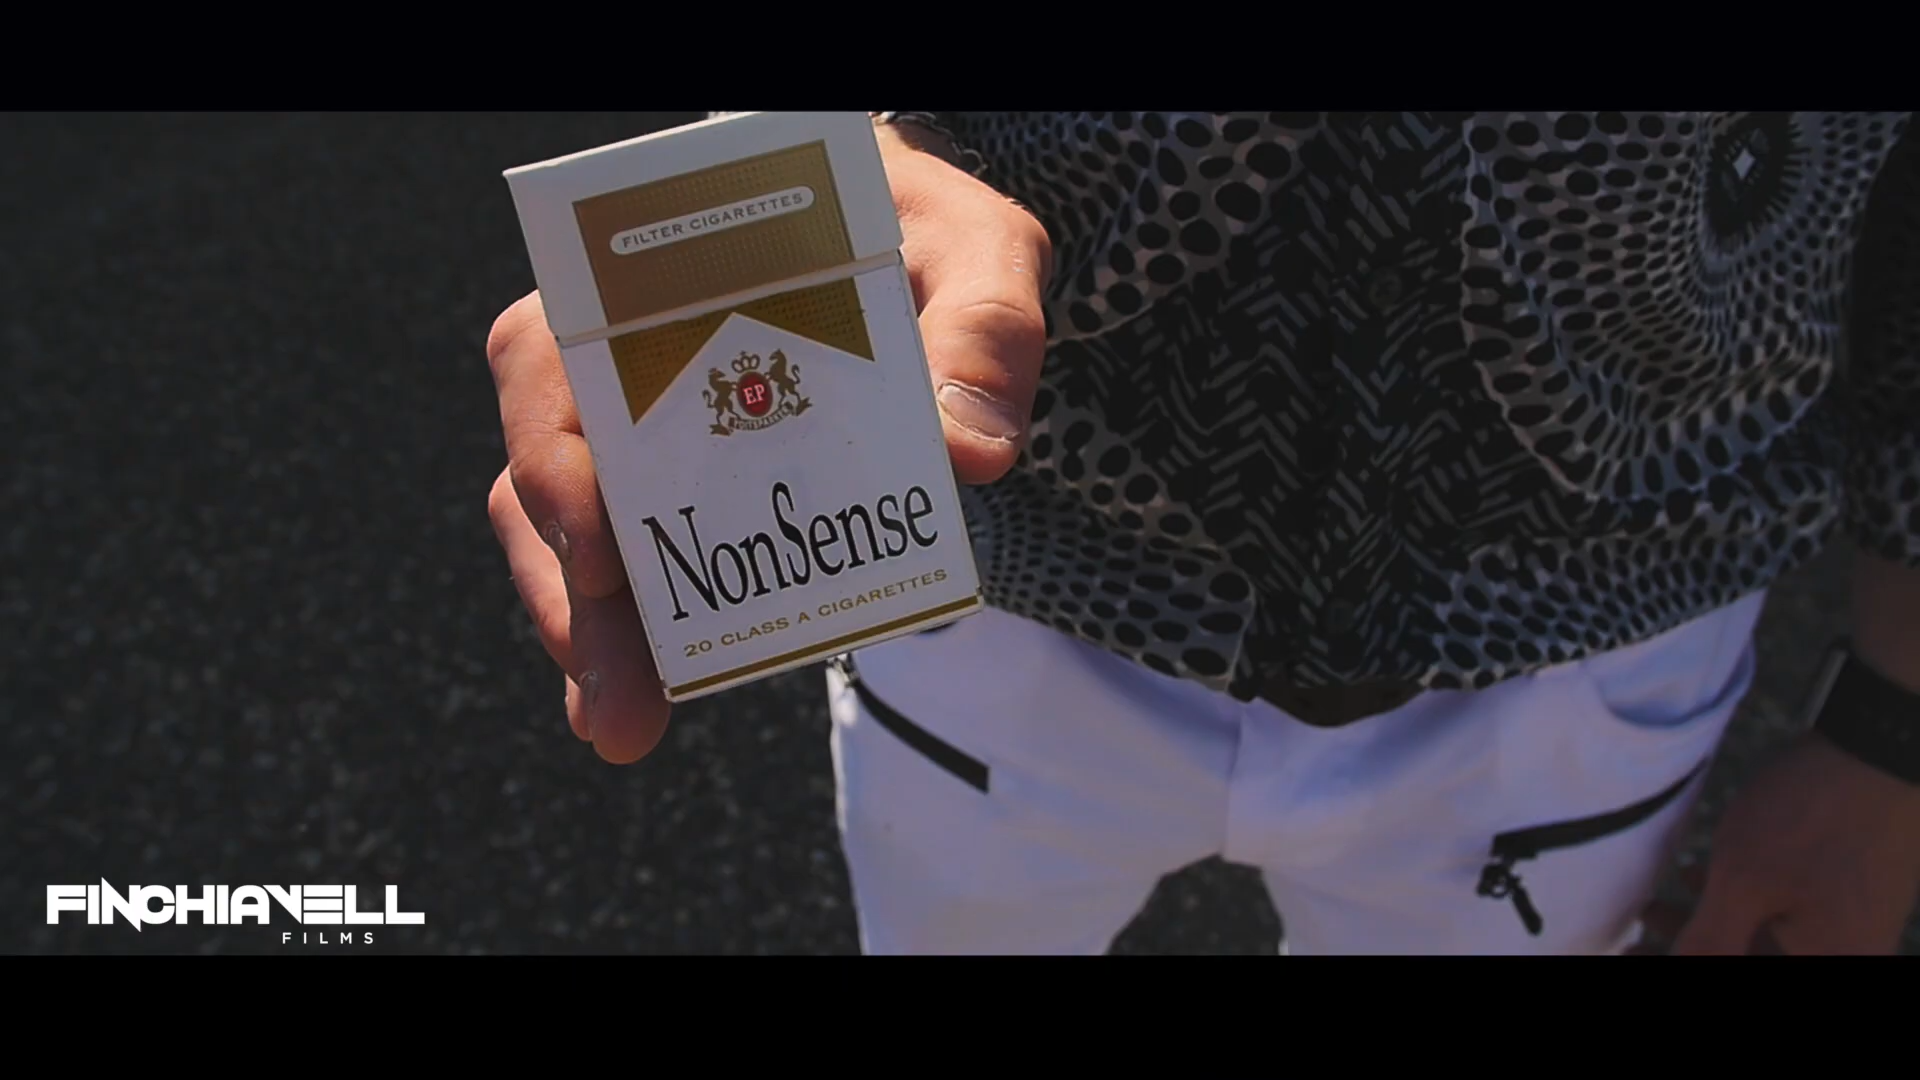 FILTER CIGARETTES
EP
NonSense
20 CLASS A CIGARETTES
FINCHIAVELL
FILMS